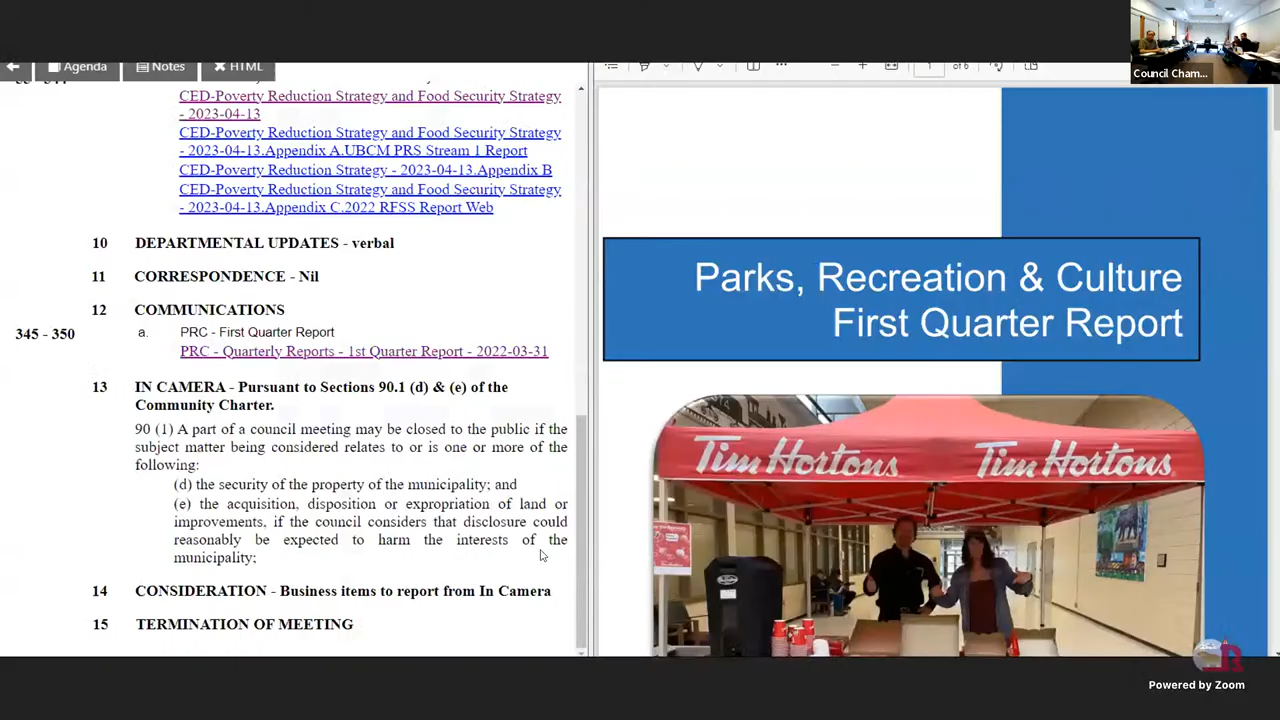 Agenda
Notes
HTML
1 of 6
Council Cham...
CED-Poverty Reduction Strategy and Food Security Strategy
- 2023-04-13
CED-Poverty Reduction Strategy and Food Security Strategy
- 2023-04-13.Appendix A.UBCM PRS Stream 1 Report
CED-Poverty Reduction Strategy - 2023-04-13.Appendix B
CED-Poverty Reduction Strategy and Food Security Strategy
- 2023-04-13.Appendix C.2022 RFSS Report Web
10 DEPARTMENTAL UPDATES - verbal
11 CORRESPONDENCE - Nil
12 COMMUNICATIONS
345 - 350 a. PRC - First Quarter Report
PRC - Quarterly Reports - 1st Quarter Report - 2022-03-31
13 IN CAMERA - Pursuant to Sections 90.1 (d) & (e) of the
Community Charter.
90 (1) A part of a council meeting may be closed to the public if the
subject matter being considered relates to or is one or more of the
following:
(d) the security of the property of the municipality; and
(e) the acquisition, disposition or expropriation of land or
improvements, if the council considers that disclosure could
reasonably be expected to harm the interests of the
municipality;
14 CONSIDERATION - Business items to report from In Camera
15 TERMINATION OF MEETING
Parks, Recreation & Culture
First Quarter Report
Tim Hortons Tim Hortons
Powered by Zoom